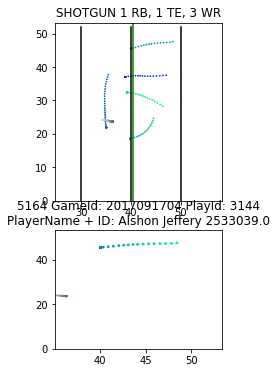 SHOTGUN 1 RB, 1 TE, 3 WR
50
40
30
20
10
0
30 40 50
5164 GameId: 2017091704 PlayId: 3144
PlayerName + ID: Alshon Jeffery 2533039.0
40
20
0
40 45 50